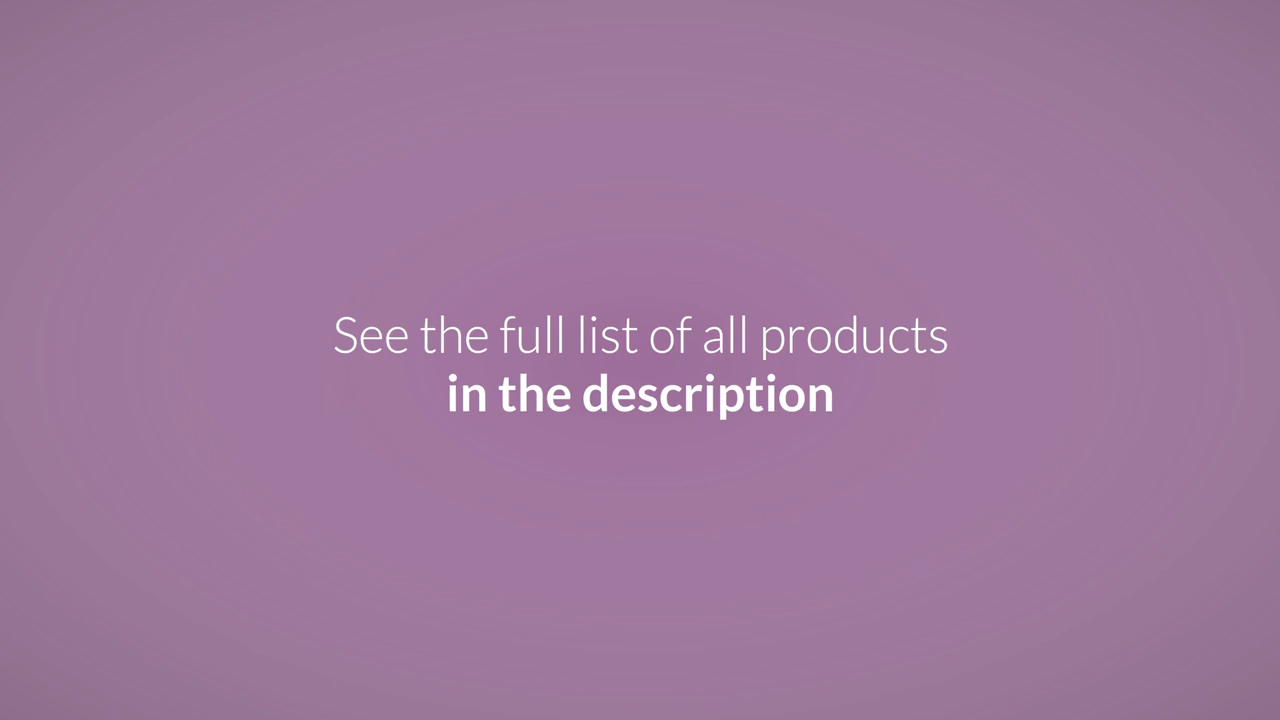 See the full list of all products
in the description